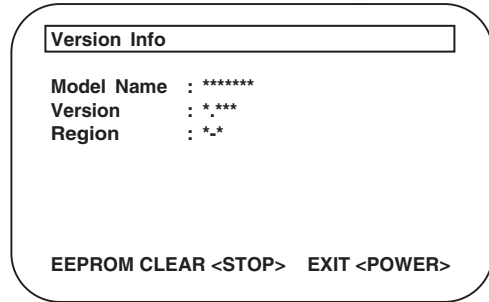 Version Info
Model Name : *******
Version : *.***
Region : *-*
EEPROM CLEAR <STOP> EXIT <POWER>